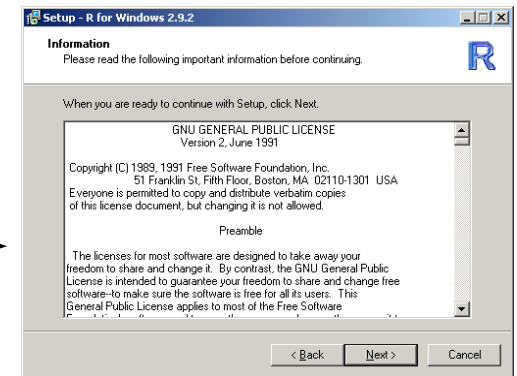 Setup - R for Windows 2.9.2
Information
Please read the following important information before continuing.
R
When you are ready to continue with Setup, click Next.
GNU GENERAL PUBLIC LICENSE
Version 2, June 1991
Copyright (C) 1989, 1991 Free Software Foundation, Inc.
51 Franklin St, Fifth Floor, Boston, MA 02110-1301 USA
Everyone is permitted to copy and distribute verbatim copies
of this license document, but changing it is not allowed.
Preamble
The licenses for most software are designed to take away your
freedom to share and change it. By contrast, the GNU General Public
License is intended to guarantee your freedom to share and change free
software--to make sure the software is free for all its users. This
General Public License applies to most of the Free Software
< Back
Next >
Cancel